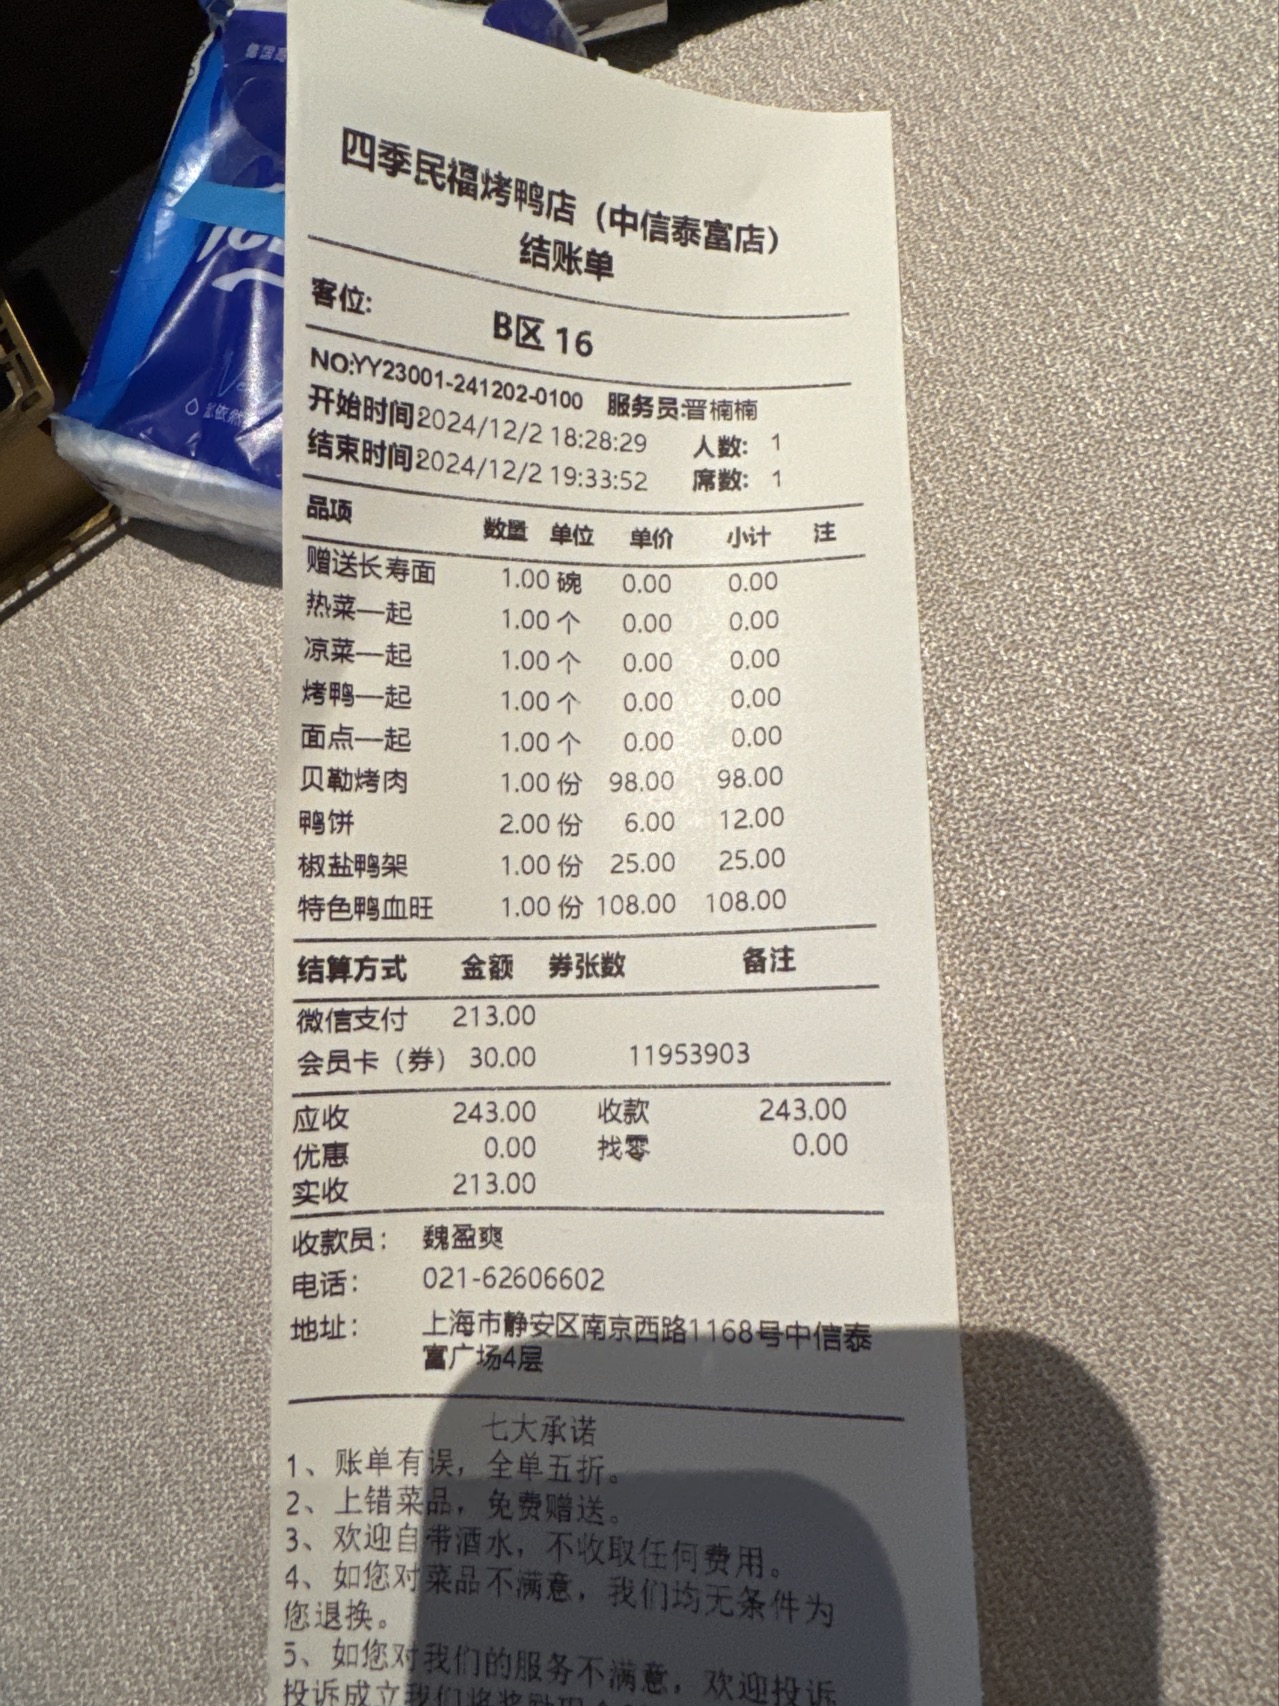 四季民福烤鸭店（中信泰富店）
结账单
客位: B区 16
NO:YY23001-241202-0100 服务员:晋楠楠
开始时间2024/12/2 18:28:29 人数: 1
结束时间2024/12/2 19:33:52 席数: 1
品项 数量 单位 单价 小计 注
赠送长寿面 1.00 碗 0.00 0.00
热菜一起 1.00 个 0.00 0.00
凉菜一起 1.00 个 0.00 0.00
烤鸭一起 1.00 个 0.00 0.00
面点一起 1.00 个 0.00 0.00
贝勒烤肉 1.00 份 98.00 98.00
鸭饼 2.00 份 6.00 12.00
椒盐鸭架 1.00 份 25.00 25.00
特色鸭血旺 1.00 份 108.00 108.00
结算方式 金额 券张数 备注
微信支付 213.00
会员卡（券） 30.00 11953903
应收 243.00 收款 243.00
优惠 0.00 找零 0.00
实收 213.00
收款员: 魏盈爽
电话: 021-62606602
地址: 上海市静安区南京西路1168号中信泰
富广场4层
七大承诺
1、账单有误，全单五折。
2、上错菜品，免费赠送。
3、欢迎自带酒水，不收取任何费用。
4、如您对菜品不满意，我们均无条件为
您退换。
5、如您对我们的服务不满意，欢迎投诉
投诉成立我们将奖励现